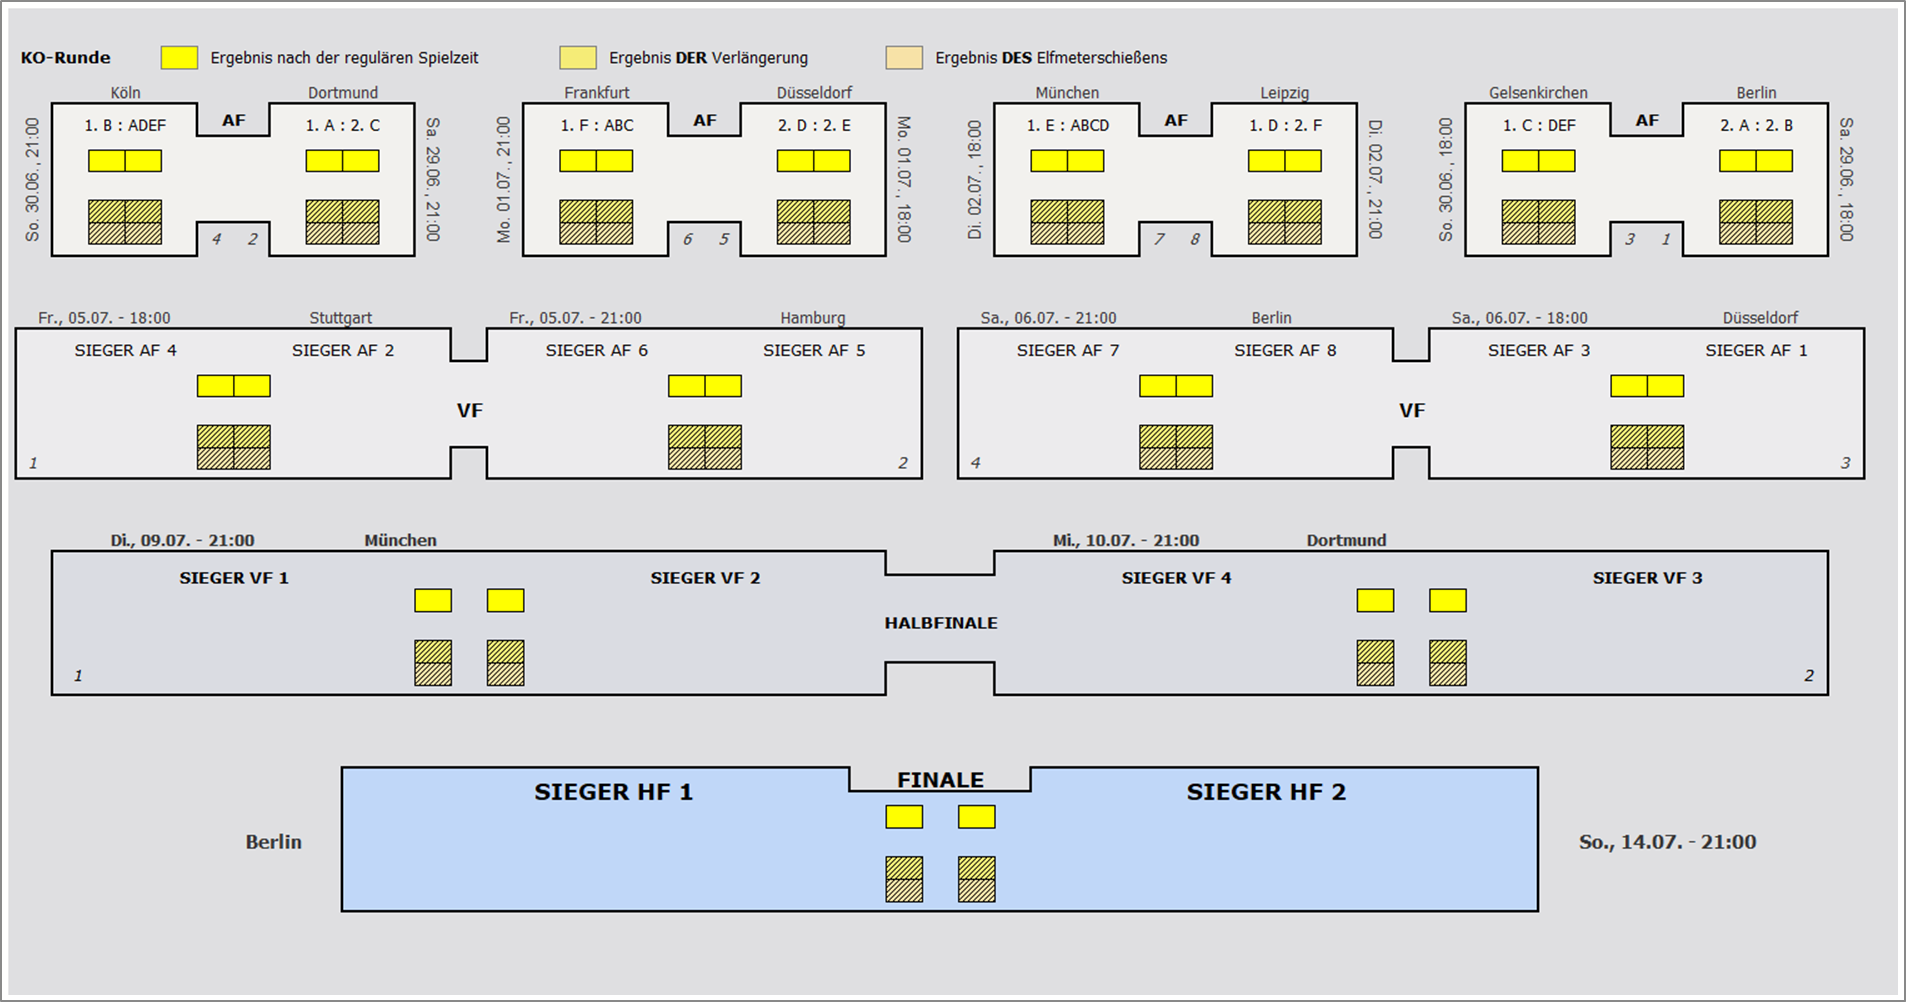 KO-Runde Ergebnis nach der regulären Spielzeit Ergebnis DER Verlängerung Ergebnis DES Elfmeterschießens
Köln Dortmund Frankfurt Düsseldorf München Leipzig Gelsenkirchen Berlin
AF AF AF AF
1. B : ADEF 1. A : 2. C 1. F : ABC 2. D : 2. E 1. E : ABCD 1. D : 2. F 1. C : DEF 2. A : 2. B
So. 30.06., 21:00
Sa. 29.06., 21:00
Mo. 01.07., 21:00
Mo. 01.07., 18:00
Di. 02.07., 18:00
Di. 02.07., 21:00
So. 30.06., 18:00
Sa. 29.06., 18:00
4 2 6 5 7 8 3 1
Fr., 05.07. - 18:00 Stuttgart Fr., 05.07. - 21:00 Hamburg Sa., 06.07. - 21:00 Berlin Sa., 06.07. - 18:00 Düsseldorf
SIEGER AF 4 SIEGER AF 2 SIEGER AF 6 SIEGER AF 5 SIEGER AF 7 SIEGER AF 8 SIEGER AF 3 SIEGER AF 1
VF VF
1 2 4 3
Di., 09.07. - 21:00 München Mi., 10.07. - 21:00 Dortmund
SIEGER VF 1 SIEGER VF 2 SIEGER VF 4 SIEGER VF 3
HALBFINALE
1 2
FINALE
SIEGER HF 1 SIEGER HF 2
Berlin So., 14.07. - 21:00